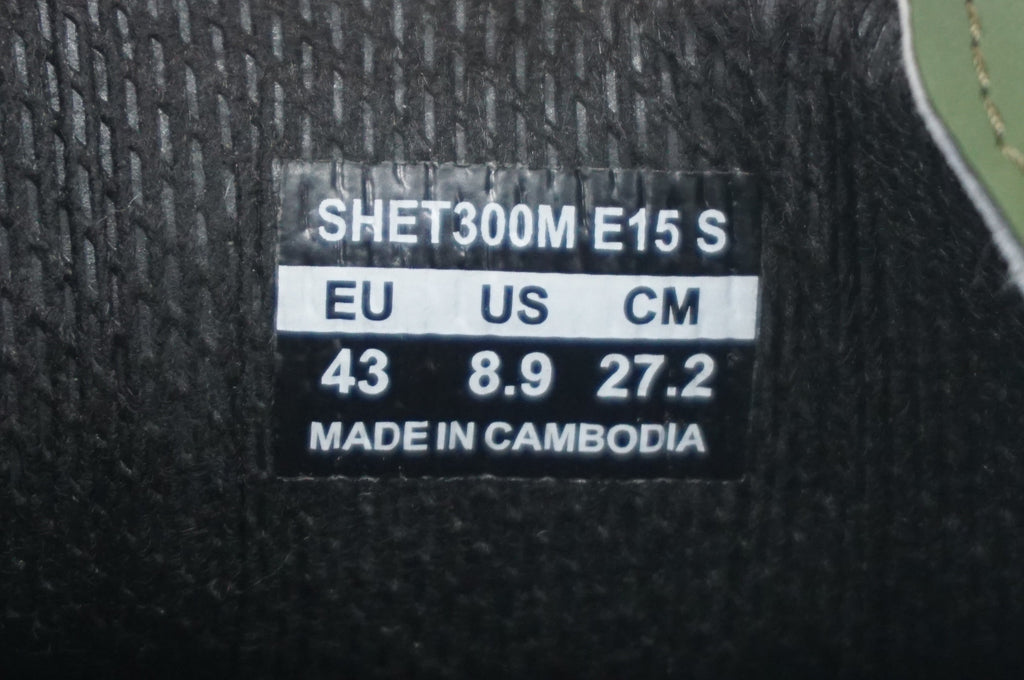 SHET300M E15 S
EU US CM
43 8.9 27.2
MADE IN CAMBODIA